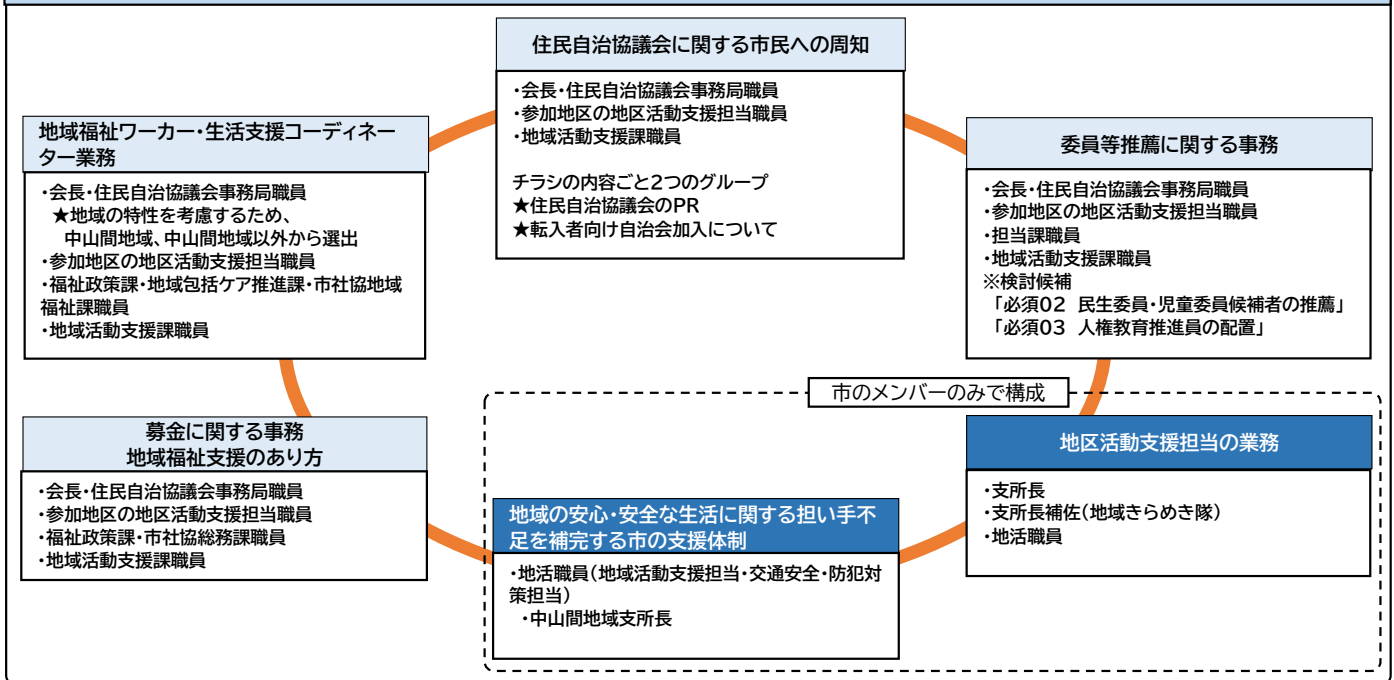 住民自治協議会に関する市民への周知
・会長・住民自治協議会事務局職員
・参加地区の地区活動支援担当職員
・地域活動支援課職員
チラシの内容ごと2つのグループ
★住民自治協議会のPR
★転入者向け自治会加入について
地域福祉ワーカー・生活支援コーディネー
ター業務
・会長・住民自治協議会事務局職員
★地域の特性を考慮するため、
中山間地域、中山間地域以外から選出
・参加地区の地区活動支援担当職員
・福祉政策課・地域包括ケア推進課・市社協地域
福祉課職員
・地域活動支援課職員
委員等推薦に関する事務
・会長・住民自治協議会事務局職員
・参加地区の地区活動支援担当職員
・担当課職員
・地域活動支援課職員
※検討候補
「必須02 民生委員・児童委員候補者の推薦」
「必須03 人権教育推進員の配置」
市のメンバーのみで構成
募金に関する事務
地域福祉支援のあり方
・会長・住民自治協議会事務局職員
・参加地区の地区活動支援担当職員
・福祉政策課・市社協総務課職員
・地域活動支援課職員
地域の安心・安全な生活に関する担い手不
足を補完する市の支援体制
・地活職員(地域活動支援担当・交通安全・防犯対
策担当)
・中山間地域支所長
地区活動支援担当の業務
・支所長
・支所長補佐(地域きらめき隊)
・地活職員